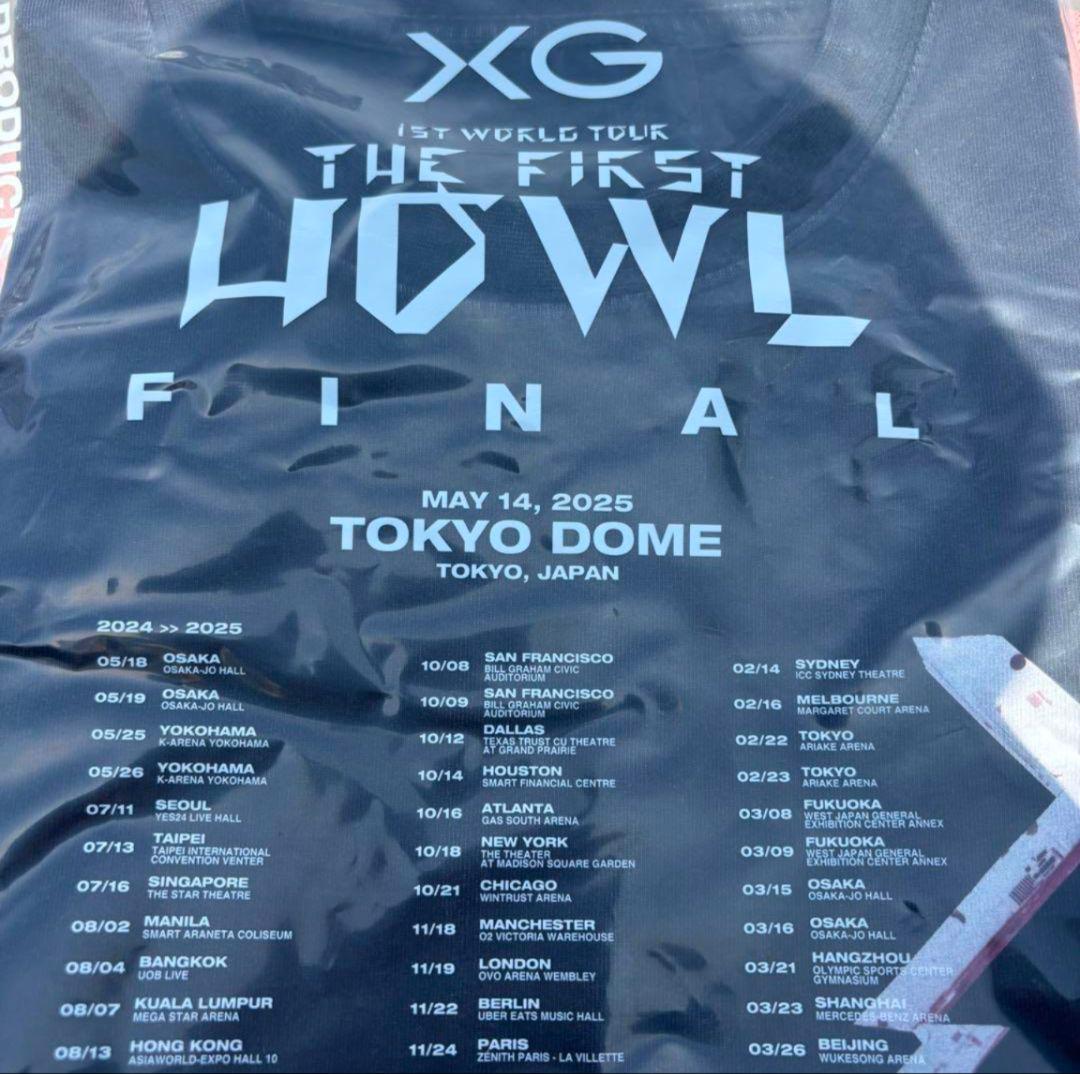 PRODUCTS
XG
1ST WORLD TOUR
THE FIRST
HOWL
FINAL
MAY 14, 2025
TOKYO DOME
TOKYO, JAPAN
2024 >> 2025
05/18 OSAKA
OSAKA-JO HALL
05/19 OSAKA
OSAKA-JO HALL
05/25 YOKOHAMA
K-ARENA YOKOHAMA
05/26 YOKOHAMA
K-ARENA YOKOHAMA
07/11 SEOUL
YES24 LIVE HALL
07/13 TAIPEI
TAIPEI INTERNATIONAL
CONVENTION VENTER
07/16 SINGAPORE
THE STAR THEATRE
08/02 MANILA
SMART ARANETA COLISEUM
08/04 BANGKOK
UOB LIVE
08/07 KUALA LUMPUR
MEGA STAR ARENA
08/13 HONG KONG
ASIAWORLD-EXPO HALL 10
10/08 SAN FRANCISCO
BILL GRAHAM CIVIC
AUDITORIUM
10/09 SAN FRANCISCO
BILL GRAHAM CIVIC
AUDITORIUM
10/12 DALLAS
TEXAS TRUST CU THEATRE
AT GRAND PRAIRIE
10/14 HOUSTON
SMART FINANCIAL CENTRE
10/16 ATLANTA
GAS SOUTH ARENA
10/18 NEW YORK
THE THEATER
AT MADISON SQUARE GARDEN
10/21 CHICAGO
WINTRUST ARENA
11/18 MANCHESTER
O2 VICTORIA WAREHOUSE
11/19 LONDON
OVO ARENA WEMBLEY
11/22 BERLIN
UBER EATS MUSIC HALL
11/24 PARIS
ZÉNITH PARIS - LA VILLETTE
02/14 SYDNEY
ICC SYDNEY THEATRE
02/16 MELBOURNE
MARGARET COURT ARENA
02/22 TOKYO
ARIAKE ARENA
02/23 TOKYO
ARIAKE ARENA
03/08 FUKUOKA
WEST JAPAN GENERAL
EXHIBITION CENTER ANNEX
03/09 FUKUOKA
WEST JAPAN GENERAL
EXHIBITION CENTER ANNEX
03/15 OSAKA
OSAKA-JO HALL
03/16 OSAKA
OSAKA-JO HALL
03/21 HANGZHOU
OLYMPIC SPORTS CENTER
GYMNASIUM
03/23 SHANGHAI
MERCEDES-BENZ ARENA
03/26 BEIJING
WUKESONG ARENA